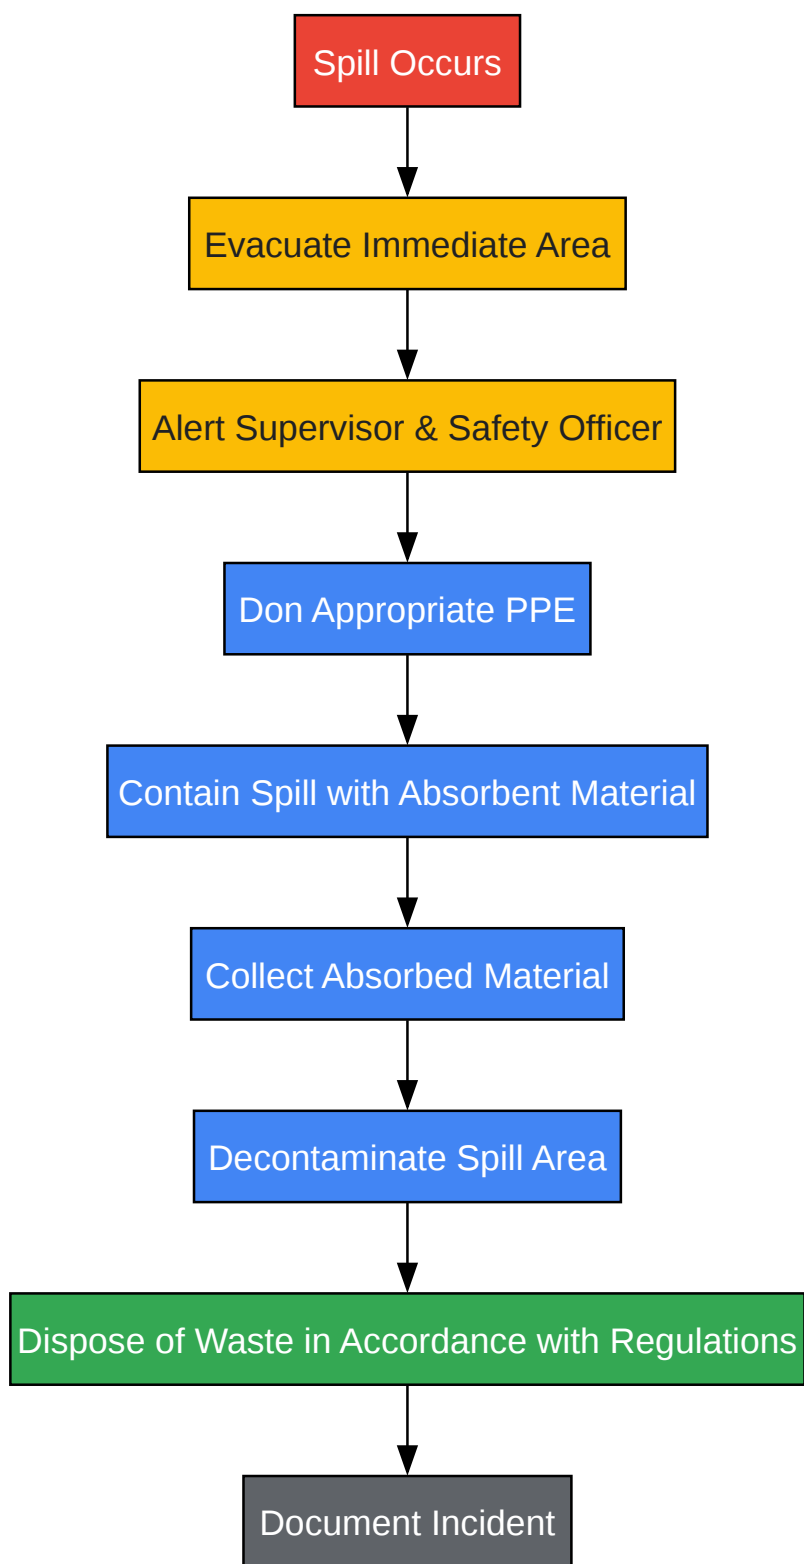 Spill Occurs
Evacuate Immediate Area
Alert Supervisor & Safety Officer
Don Appropriate PPE
Contain Spill with Absorbent Material
Collect Absorbed Material
Decontaminate Spill Area
Dispose of Waste in Accordance with Regulations
Document Incident